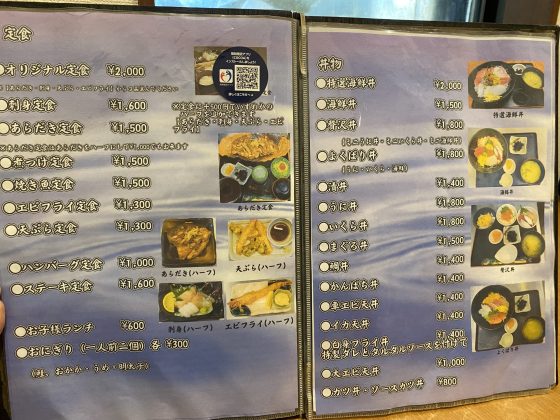 定食
●オリジナル定食 ¥2,000
●刺身定食 ¥1,600
●あらだき定食 ¥1,500
●煮つけ定食 ¥1,500
●焼き魚定食 ¥1,500
●エビフライ定食 ¥1,300
●天ぷら定食 ¥1,300
●ハンバーグ定食 ¥1,000
●ステーキ定食 ¥1,600
●お子様ランチ ¥600
●おにぎり（一人前二個）各 ¥300
（鮭，おかか・うめ・明太子）
あらだき定食
あらだき(ハーフ)
天ぷら(ハーフ)
刺身(ハーフ)
エビフライ(ハーフ)
丼物
●特選海鮮丼 ¥2,000
●海鮮丼 ¥1,500
●贅沢丼 ¥1,800
●よくばり丼 ¥1,800
●漬丼 ¥1,400
●うに丼 ¥1,800
●いくら丼 ¥1,800
●まぐろ丼 ¥1,500
●鯛丼 ¥1,400
●かんぱち丼 ¥1,400
●車エビ天丼 ¥1,400
●イカ天丼 ¥1,400
●白身フライ丼 ¥1,400
特製ダレとタルタルソースを付けて
●大エビ天丼 ¥1,000
●カツ丼・ソースカツ丼 ¥800
特選海鮮丼
海鮮丼
贅沢丼
よくばり丼